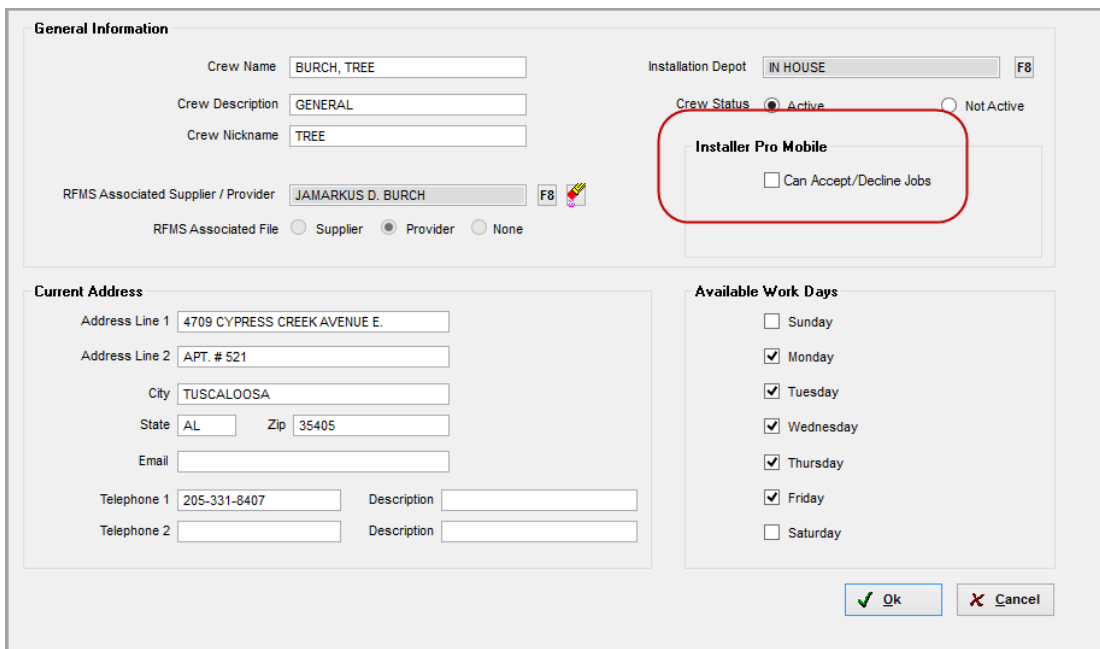 General Information
Crew Name BURCH, TREE Installation Depot IN HOUSE F8
Crew Description GENERAL Crew Status Active Not Active
Crew Nickname TREE
Installer Pro Mobile
Can Accept/Decline Jobs
RFMS Associated Supplier / Provider JAMARKUS D. BURCH F8
RFMS Associated File Supplier Provider None
Current Address
Address Line 1 4709 CYPRESS CREEK AVENUE E.
Address Line 2 APT. # 521
City TUSCALOOSA
State AL Zip 35405
Email
Telephone 1 205-331-8407 Description
Telephone 2 Description
Available Work Days
Sunday
Monday
Tuesday
Wednesday
Thursday
Friday
Saturday
Ok Cancel